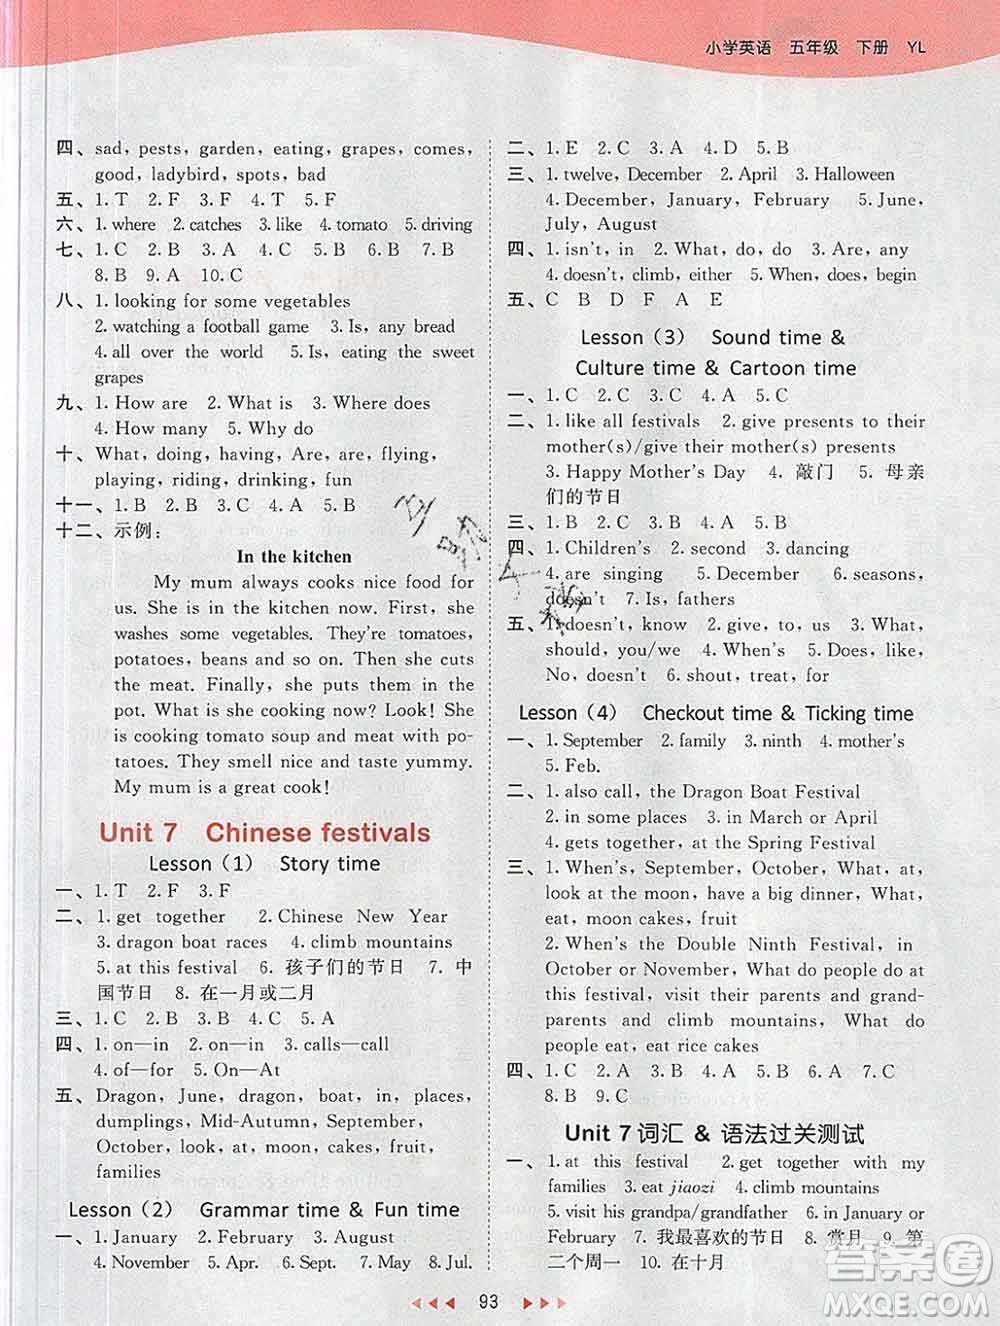 小学英语 五年级 下册 YL
四、sad, pests, garden, eating, grapes, comes,
good, ladybird, spots, bad
五、1. T 2. F 3. F 4. T 5. F
六、1. where 2. catches 3. like 4. tomato 5. driving
七、1. C 2. B 3. A 4. C 5. B 6. B 7. B
8. B 9. A 10. C
八、1. looking for some vegetables
2. watching a football game 3. Is, any bread
4. all over the world 5. Is, eating the sweet
grapes
九、1. How are 2. What is 3. Where does
4. How many 5. Why do
十、What, doing, having, Are, are, flying,
playing, riding, drinking, fun
十一、1. B 2. B 3. C 4. A 5. B
十二、示例：
In the kitchen
My mum always cooks nice food for
us. She is in the kitchen now. First, she
washes some vegetables. They're tomatoes,
potatoes, beans and so on. Then she cuts
the meat. Finally, she puts them in the
pot. What is she cooking now? Look! She
is cooking tomato soup and meat with po-
tatoes. They smell nice and taste yummy.
My mum is a great cook!
Unit 7 Chinese festivals
Lesson (1) Story time
一、1. T 2. F 3. F
二、1. get together 2. Chinese New Year
3. dragon boat races 4. climb mountains
5. at this festival 6. 孩子们的节日 7. 中
国节日 8. 在一月或二月
三、1. C 2. B 3. A 4. C 5. A
四、1. on—in 2. in—on 3. calls—call
4. of—for 5. On—At
五、Dragon, June, dragon, boat, in, places,
dumplings, Mid-Autumn, September,
October, look, at, moon, cakes, fruit,
families
Lesson (2) Grammar time & Fun time
一、1. January 2. February 3. August
4. November 5. Apr. 6. Sept. 7. May 8. Jul.
二、1. E 2. C 3. A 4. D 5. B
三、1. twelve, December 2. April 3. Halloween
4. December, January, February 5. June,
July, August
四、1. isn't, in 2. What, do, do 3. Are, any
4. doesn't, climb, either 5. When, does, begin
五、C B D F A E
Lesson (3) Sound time &
Culture time & Cartoon time
一、1. C 2. C 3. A 4. A 5. C
二、1. like all festivals 2. give presents to their
mother(s)/give their mother(s) presents
3. Happy Mother's Day 4. 敲门 5. 母亲
们的节日
三、1. B 2. C 3. A 4. A 5. B
四、1. Children's 2. second 3. dancing
4. are singing 5. December 6. seasons,
doesn't 7. Is, fathers
五、1. doesn't, know 2. give, to, us 3. What,
should, you/we 4. When's 5. Does, like,
No, doesn't 6. shout, treat, for
Lesson (4) Checkout time & Ticking time
一、1. September 2. family 3. ninth 4. mother's
5. Feb.
二、1. also call, the Dragon Boat Festival
2. in some places 3. in March or April
4. gets together, at the Spring Festival
三、1. When's, September, October, What, at,
look at the moon, have a big dinner, What,
eat, moon cakes, fruit
2. When's the Double Ninth Festival, in
October or November, What do people do at
this festival, visit their parents and grand-
parents and climb mountains, What do
people eat, eat rice cakes
四、1. C 2. B 3. A 4. B 5. C 6. A 7. C
8. B 9. C
Unit 7 词汇 & 语法过关测试
一、1. at this festival 2. get together with my
families 3. eat jiaozi 4. climb mountains
5. visit his grandpa/grandfather 6. in January or
February 7. 我最喜欢的节日 8. 赏月 9. 第
二个周一 10. 在十月
93
答案圈
MXQE.COM